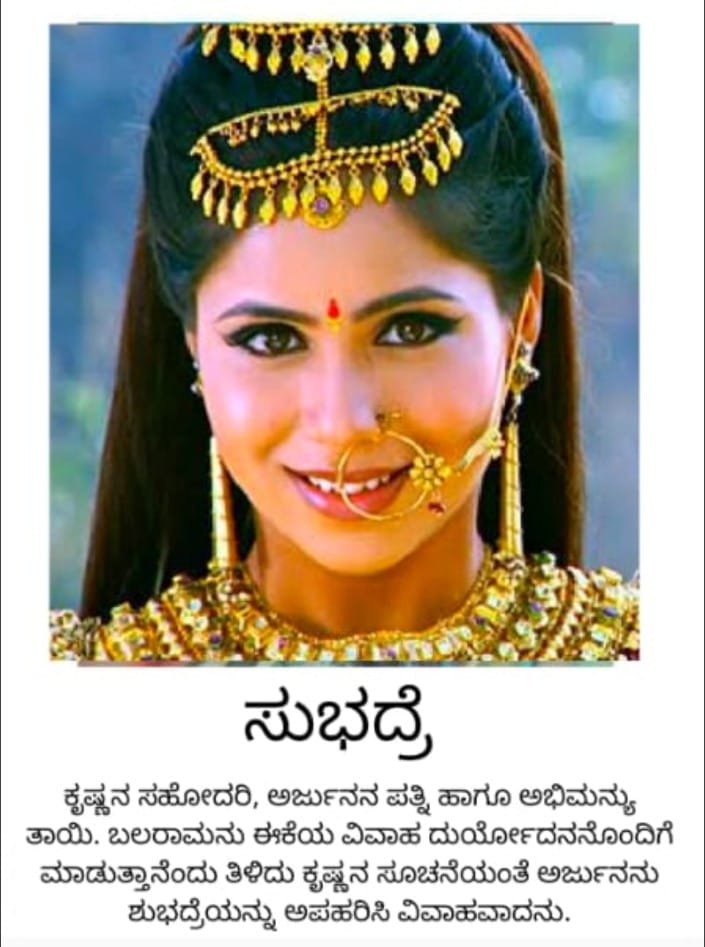 ಸುಭದ್ರೆ
ಕೃಷ್ಣನ ಸಹೋದರಿ, ಅರ್ಜುನನ ಪತ್ನಿ ಹಾಗೂ ಅಭಿಮನ್ಯು
ತಾಯಿ. ಬಲರಾಮನು ಈಕೆಯ ವಿವಾಹ ದುರ್ಯೋದನನೊಂದಿಗೆ
ಮಾಡುತ್ತಾನೆಂದು ತಿಳಿದು ಕೃಷ್ಣನ ಸೂಚನೆಯಂತೆ ಅರ್ಜುನನು
ಶುಭದ್ರೆಯನ್ನು ಅಪಹರಿಸಿ ವಿವಾಹವಾದನು.